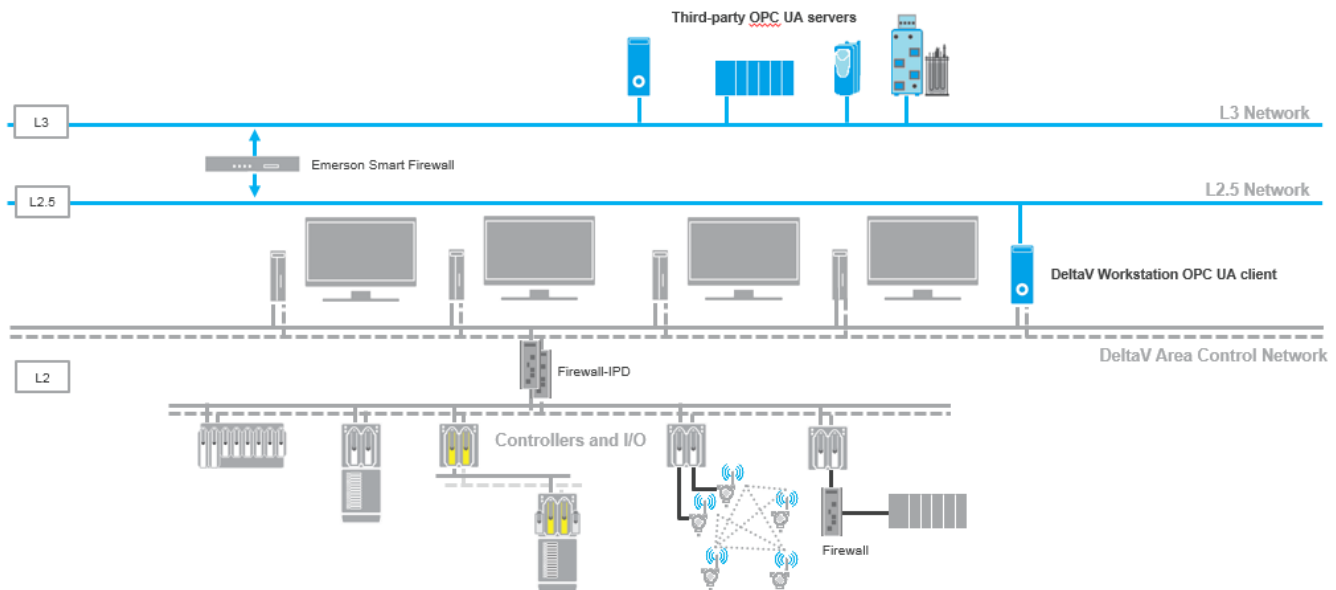 Third-party OPC UA servers
L3 Network
L3
Emerson Smart Firewall
L2.5 Network
L2.5
DeltaV Workstation OPC UA client
DeltaV Area Control Network
Firewall-IPD
L2
Controllers and I/O
Firewall